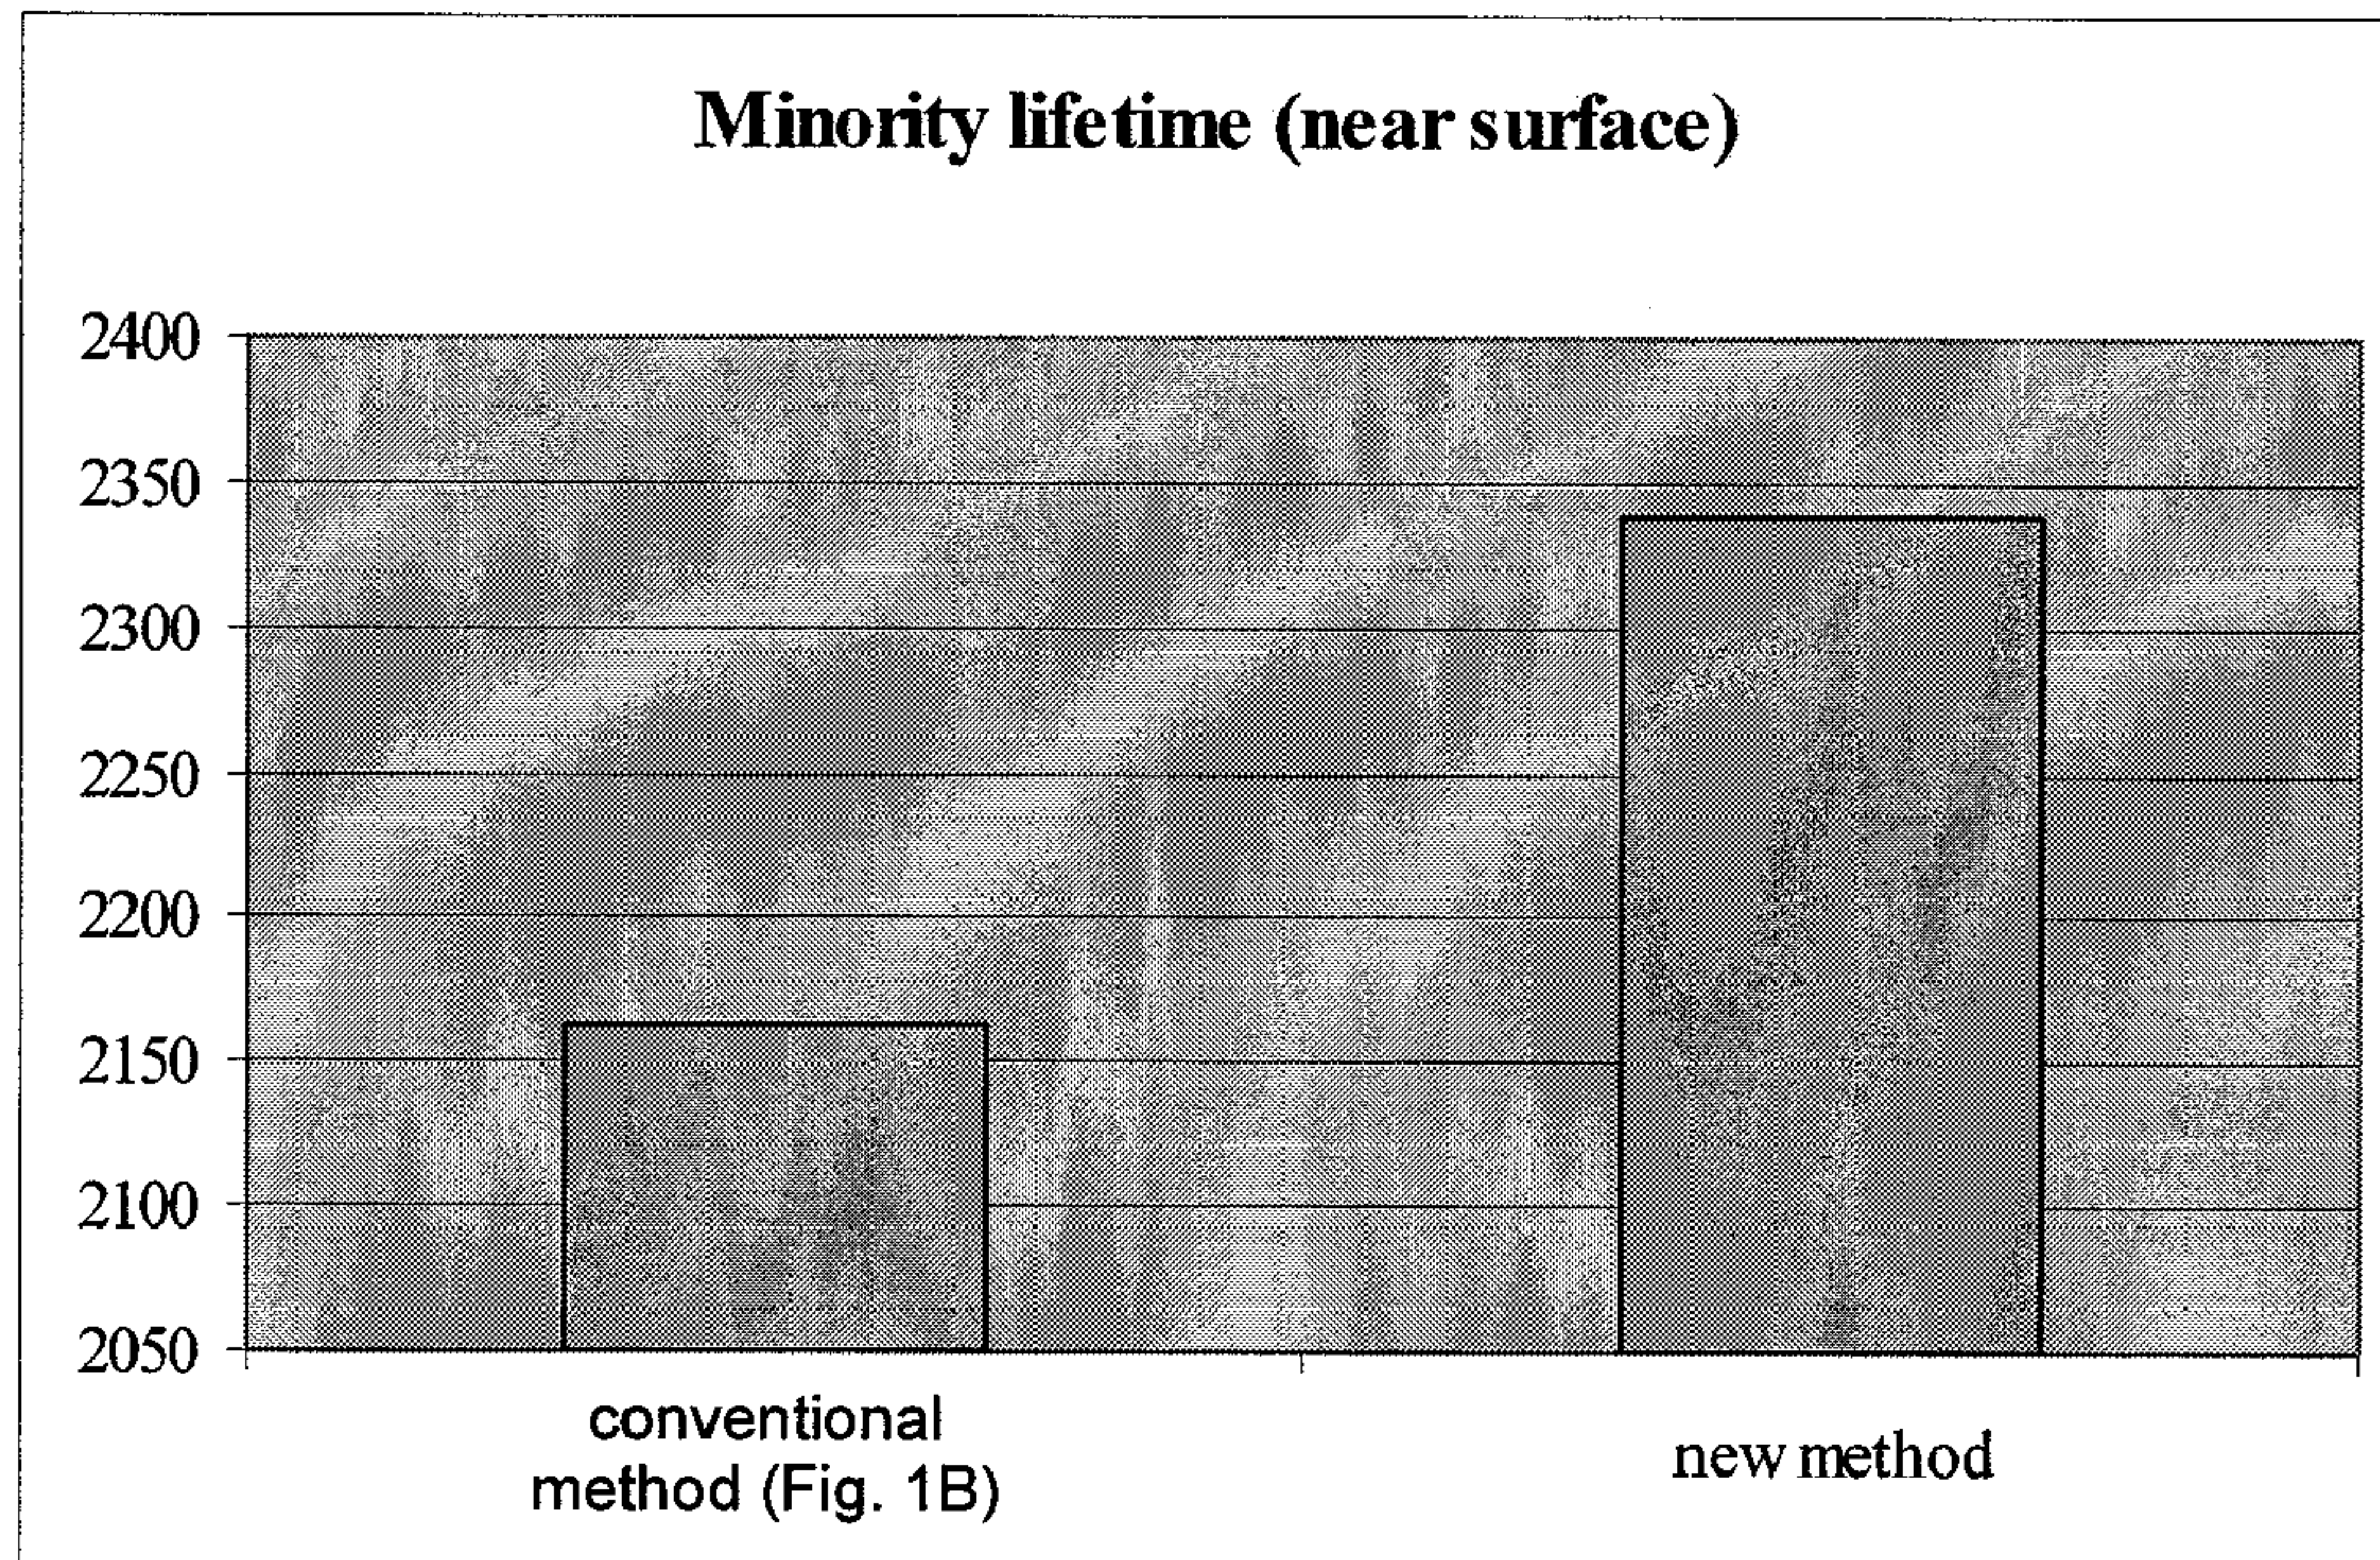 Minority lifetime (near surface)
2400
2350
2300
2250
2200
2150
2100
2050
conventional
method (Fig. 1B)
new method